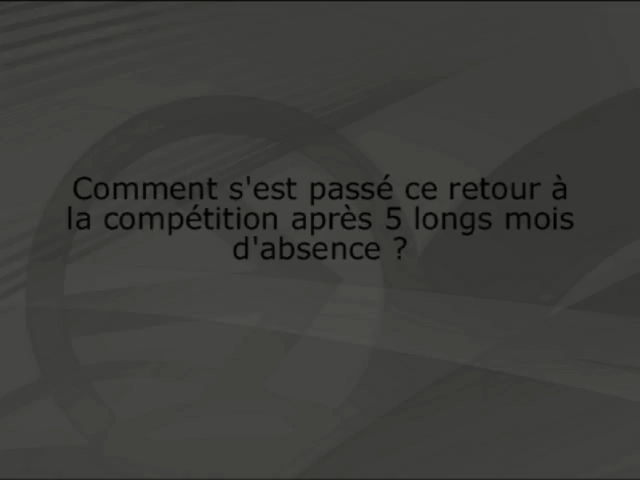 Comment s'est passé ce retour à
la compétition après 5 longs mois
d'absence ?